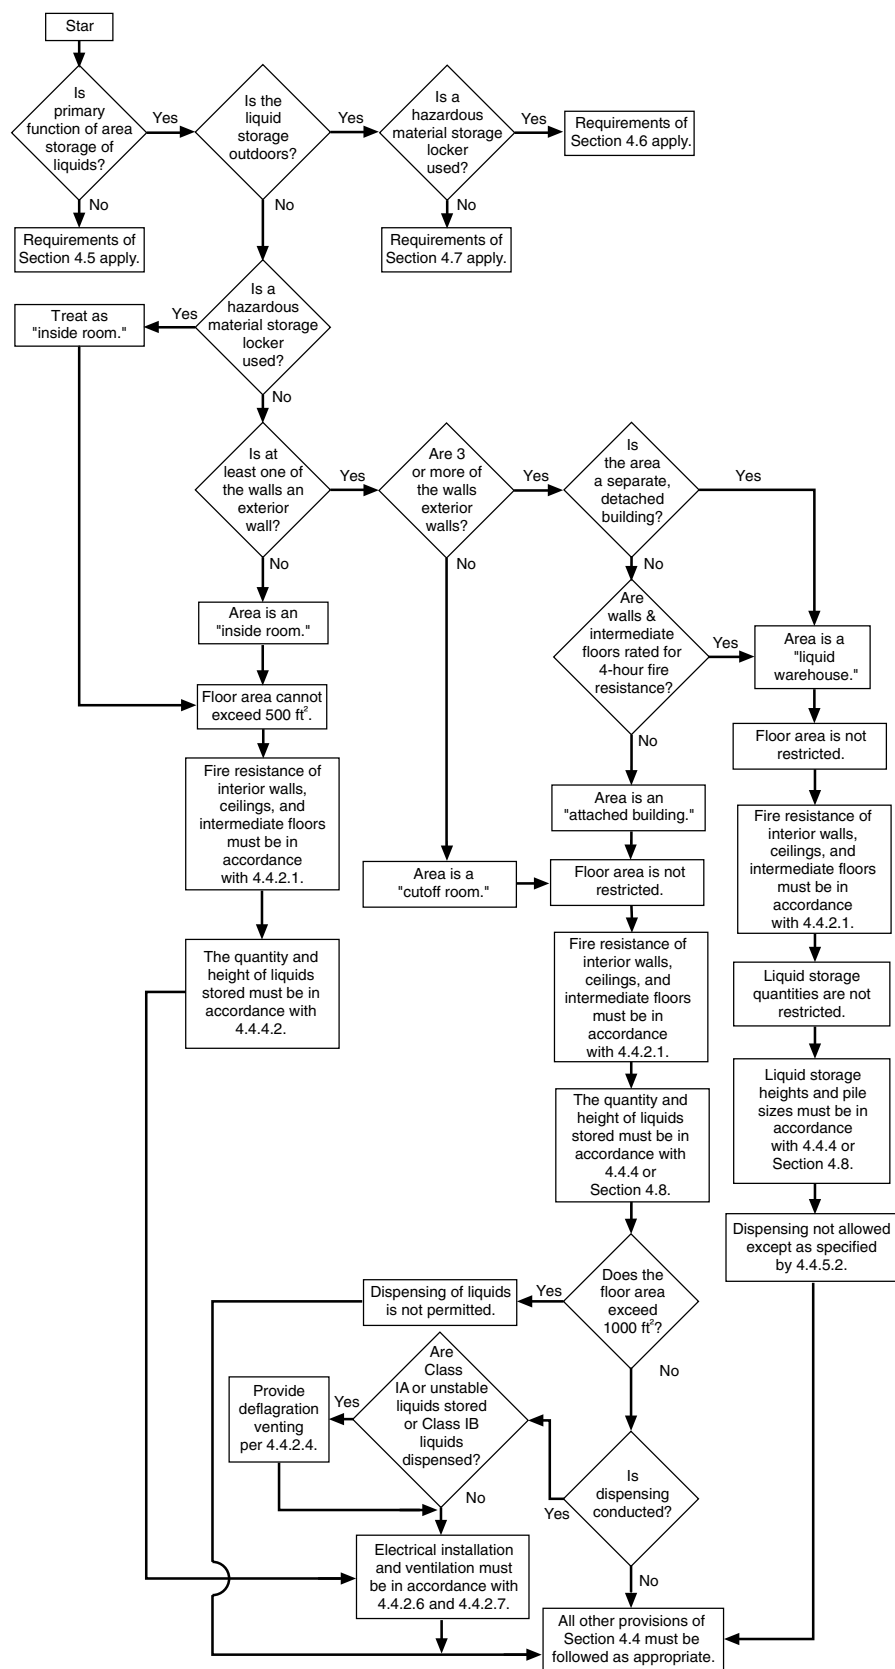 Star
Is
primary
function of area
storage of
liquids?
Yes
Is the
liquid
storage
outdoors?
Yes
Is a
hazardous
material storage
locker
used?
Yes
Requirements of
Section 4.6 apply.
No
No
No
Requirements of
Section 4.5 apply.
Requirements of
Section 4.7 apply.
Treat as
"inside room."
Yes
Is a
hazardous
material storage
locker
used?
No
Is at
least one of
the walls an
exterior
wall?
Yes
Are 3
or more of
the walls
exterior
walls?
Yes
Is
the area
a separate,
detached
building?
Yes
No
No
No
Area is an
"inside room."
Are
walls &
intermediate
floors rated for
4-hour fire
resistance?
Yes
Area is a
"liquid
warehouse."
Floor area cannot
exceed 500 ft².
No
Floor area is not
restricted.
Fire resistance of
interior walls,
ceilings, and
intermediate floors
must be in
accordance
with 4.4.2.1.
Area is an
"attached building."
Fire resistance of
interior walls,
ceilings, and
intermediate floors
must be in
accordance
with 4.4.2.1.
Area is a
"cutoff room."
Floor area is not
restricted.
The quantity and
height of liquids
stored must be in
accordance with
4.4.4.2.
Fire resistance of
interior walls,
ceilings, and
intermediate floors
must be in
accordance
with 4.4.2.1.
Liquid storage
quantities are not
restricted.
The quantity and
height of liquids
stored must be in
accordance with
4.4.4 or
Section 4.8.
Liquid storage
heights and pile
sizes must be in
accordance
with 4.4.4 or
Section 4.8.
Dispensing not allowed
except as specified
by 4.4.5.2.
Dispensing of liquids
is not permitted.
Yes
Does the
floor area
exceed
1000 ft²?
No
Provide
deflagration
venting
per 4.4.2.4.
Yes
Are
Class
IA or unstable
liquids stored
or Class IB
liquids
dispensed?
No
Yes
Is
dispensing
conducted?
No
Electrical installation
and ventilation must
be in accordance with
4.4.2.6 and 4.4.2.7.
All other provisions of
Section 4.4 must be
followed as appropriate.